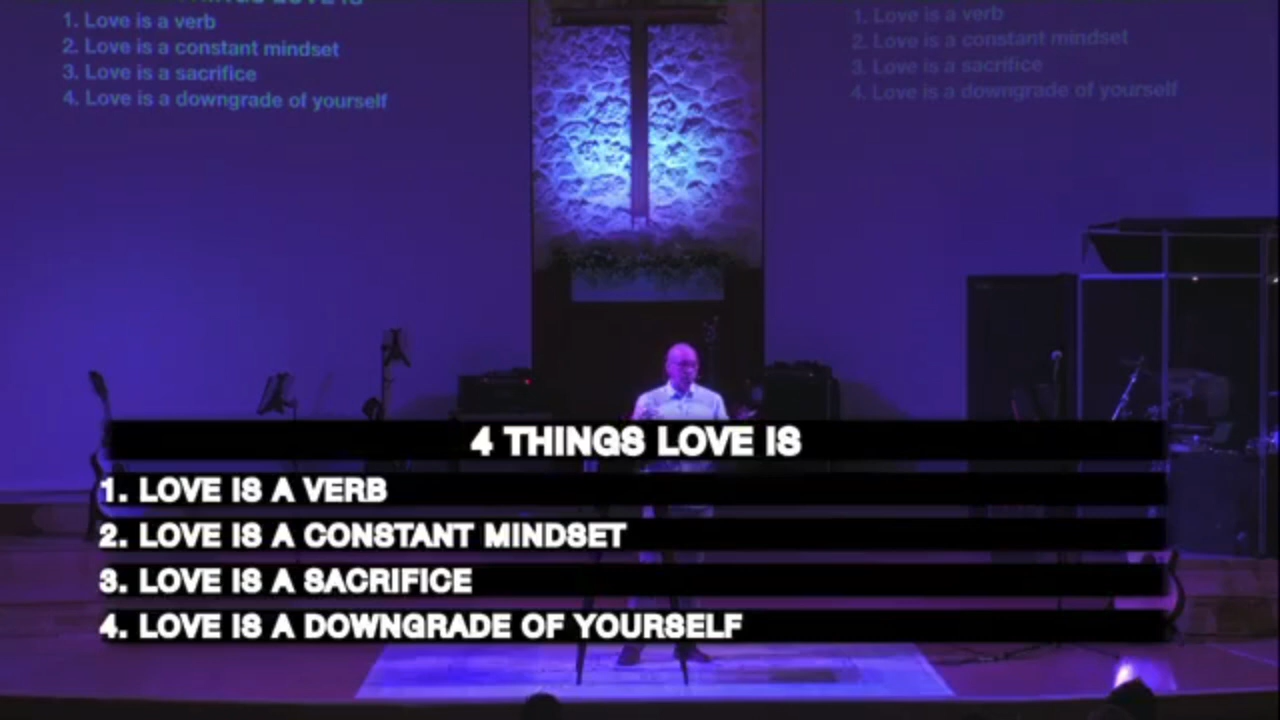 THINGS LOVE IS
1. Love is a verb
2. Love is a constant mindset
3. Love is a sacrifice
4. Love is a downgrade of yourself
1. Love is a verb
2. Love is a constant mindset
3. Love is a sacrifice
4. Love is a downgrade of yourself
4 THINGS LOVE IS
1. LOVE IS A VERB
2. LOVE IS A CONSTANT MINDSET
3. LOVE IS A SACRIFICE
4. LOVE IS A DOWNGRADE OF YOURSELF